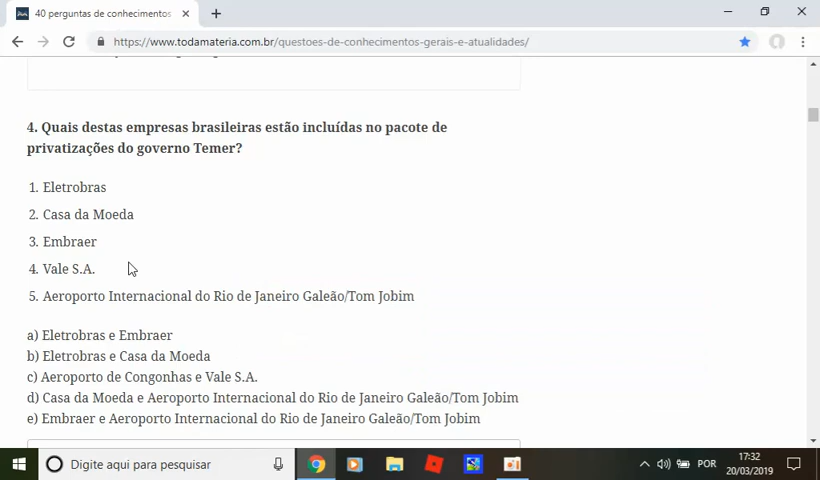 40 perguntas de conhecimentos
https://www.todamateria.com.br/questoes-de-conhecimentos-gerais-e-atualidades/
4. Quais destas empresas brasileiras estão incluídas no pacote de
privatizações do governo Temer?
1. Eletrobras
2. Casa da Moeda
3. Embraer
4. Vale S.A.
5. Aeroporto Internacional do Rio de Janeiro Galeão/Tom Jobim
a) Eletrobras e Embraer
b) Eletrobras e Casa da Moeda
c) Aeroporto de Congonhas e Vale S.A.
d) Casa da Moeda e Aeroporto Internacional do Rio de Janeiro Galeão/Tom Jobim
e) Embraer e Aeroporto Internacional do Rio de Janeiro Galeão/Tom Jobim
Digite aqui para pesquisar
POR
17:32
20/03/2019